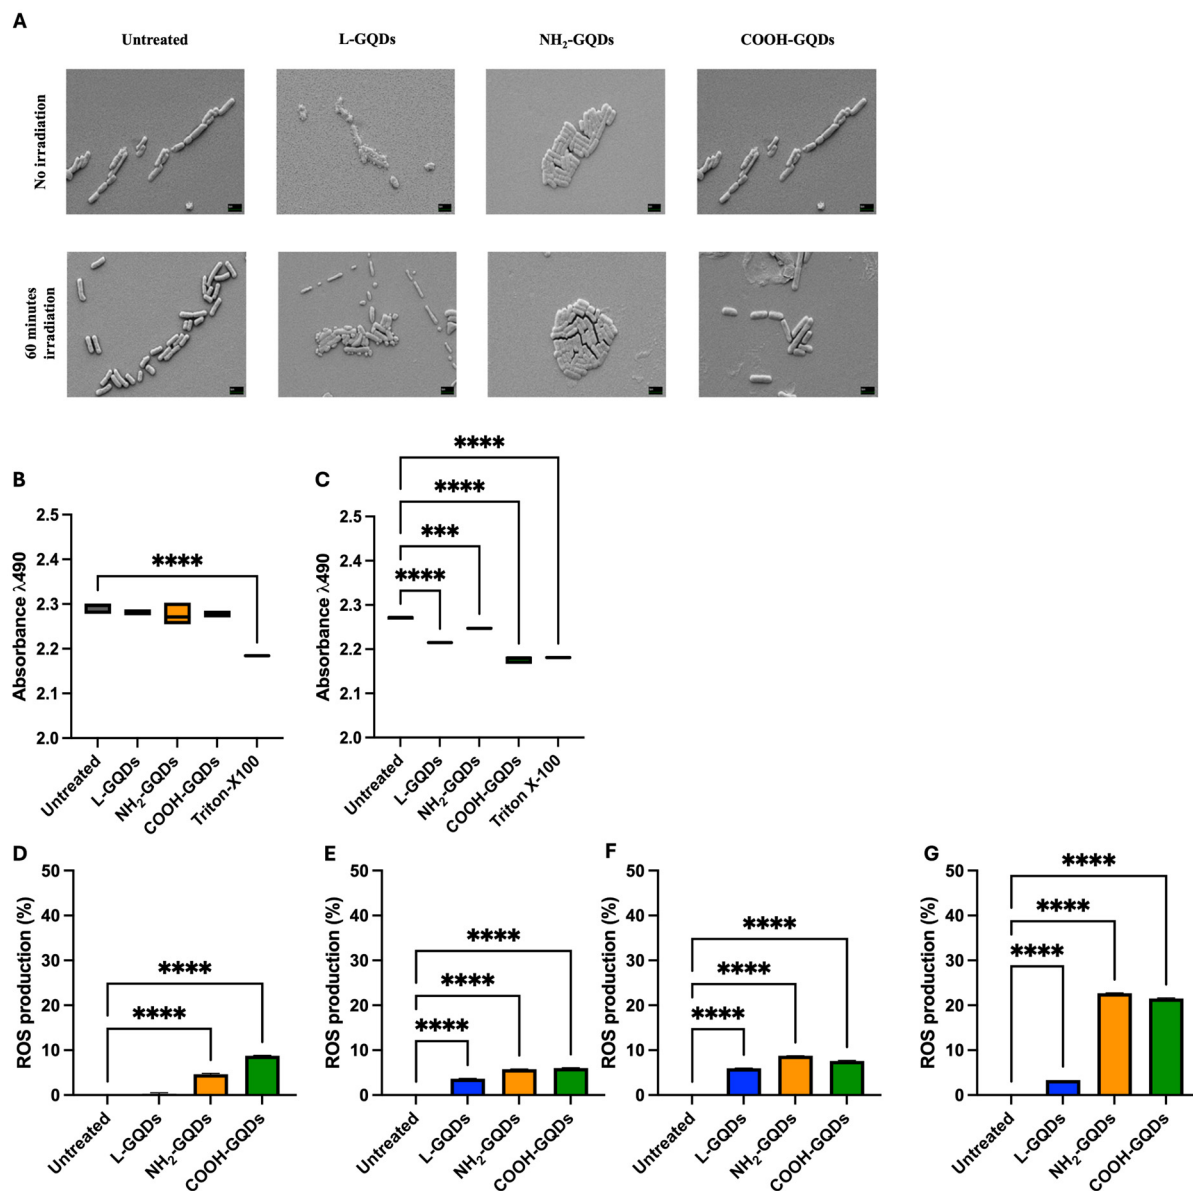 A
Untreated
L-GQDs
NH₂-GQDs
COOH-GQDs
No irradiation
60 minutes
irradiation
B
Absorbance λ490
2.5
2.4
2.3
2.2
2.1
2.0
****
Untreated
L-GQDs
NH₂-GQDs
COOH-GQDs
Triton-X100
C
Absorbance λ490
2.5
2.4
2.3
2.2
2.1
2.0
****
****
***
****
Untreated
L-GQDs
NH₂-GQDs
COOH-GQDs
Triton X-100
D
ROS production (%)
50
40
30
20
10
0
****
****
Untreated
L-GQDs
NH₂-GQDs
COOH-GQDs
E
ROS production (%)
50
40
30
20
10
0
****
****
****
Untreated
L-GQDs
NH₂-GQDs
COOH-GQDs
F
ROS production (%)
50
40
30
20
10
0
****
****
****
Untreated
L-GQDs
NH₂-GQDs
COOH-GQDs
G
ROS production (%)
50
40
30
20
10
0
****
****
****
Untreated
L-GQDs
NH₂-GQDs
COOH-GQDs